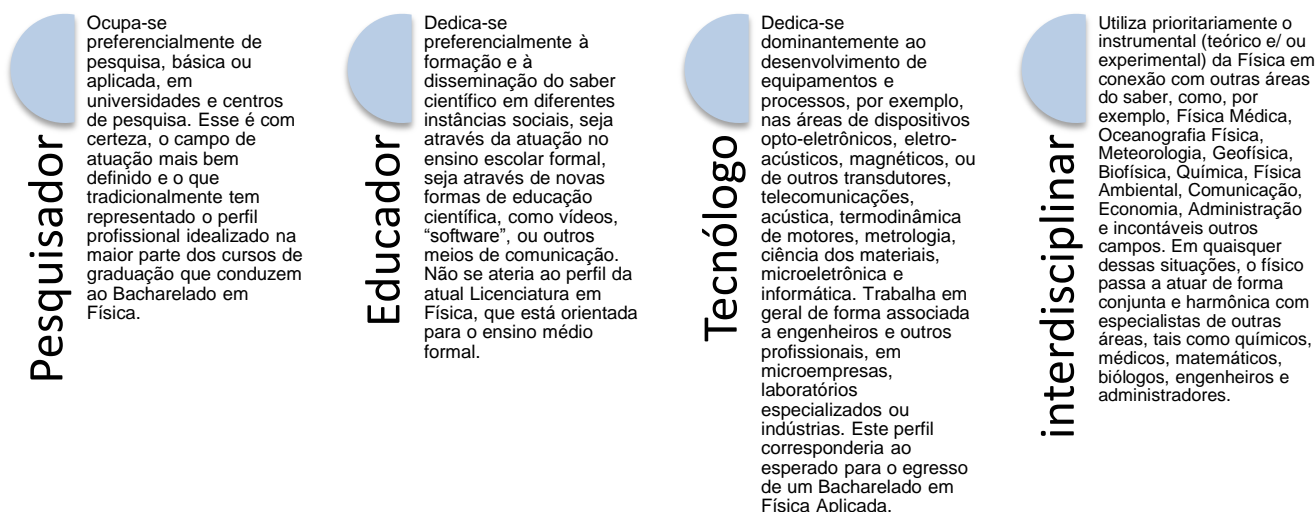 Pesquisador
Ocupa-se
preferencialmente de
pesquisa, básica ou
aplicada, em
universidades e centros
de pesquisa. Esse é com
certeza, o campo de
atuação mais bem
definido e o que
tradicionalmente tem
representado o perfil
profissional idealizado na
maior parte dos cursos de
graduação que conduzem
ao Bacharelado em
Física.
Educador
Dedica-se
preferencialmente à
formação e à
disseminação do saber
científico em diferentes
instâncias sociais, seja
através da atuação no
ensino escolar formal,
seja através de novas
formas de educação
científica, como vídeos,
“software”, ou outros
meios de comunicação.
Não se ateria ao perfil da
atual Licenciatura em
Física, que está orientada
para o ensino médio
formal.
Tecnólogo
Dedica-se
dominantemente ao
desenvolvimento de
equipamentos e
processos, por exemplo,
nas áreas de dispositivos
opto-eletrônicos, eletro-
acústicos, magnéticos, ou
de outros transdutores,
telecomunicações,
acústica, termodinâmica
de motores, metrologia,
ciência dos materiais,
microeletrônica e
informática. Trabalha em
geral de forma associada
a engenheiros e outros
profissionais, em
microempresas,
laboratórios
especializados ou
indústrias. Este perfil
corresponderia ao
esperado para o egresso
de um Bacharelado em
Física Aplicada.
interdisciplinar
Utiliza prioritariamente o
instrumental (teórico e/ ou
experimental) da Física em
conexão com outras áreas
do saber, como, por
exemplo, Física Médica,
Oceanografia Física,
Meteorologia, Geofísica,
Biofísica, Química, Física
Ambiental, Comunicação,
Economia, Administração
e incontáveis outros
campos. Em quaisquer
dessas situações, o físico
passa a atuar de forma
conjunta e harmônica com
especialistas de outras
áreas, tais como químicos,
médicos, matemáticos,
biólogos, engenheiros e
administradores.